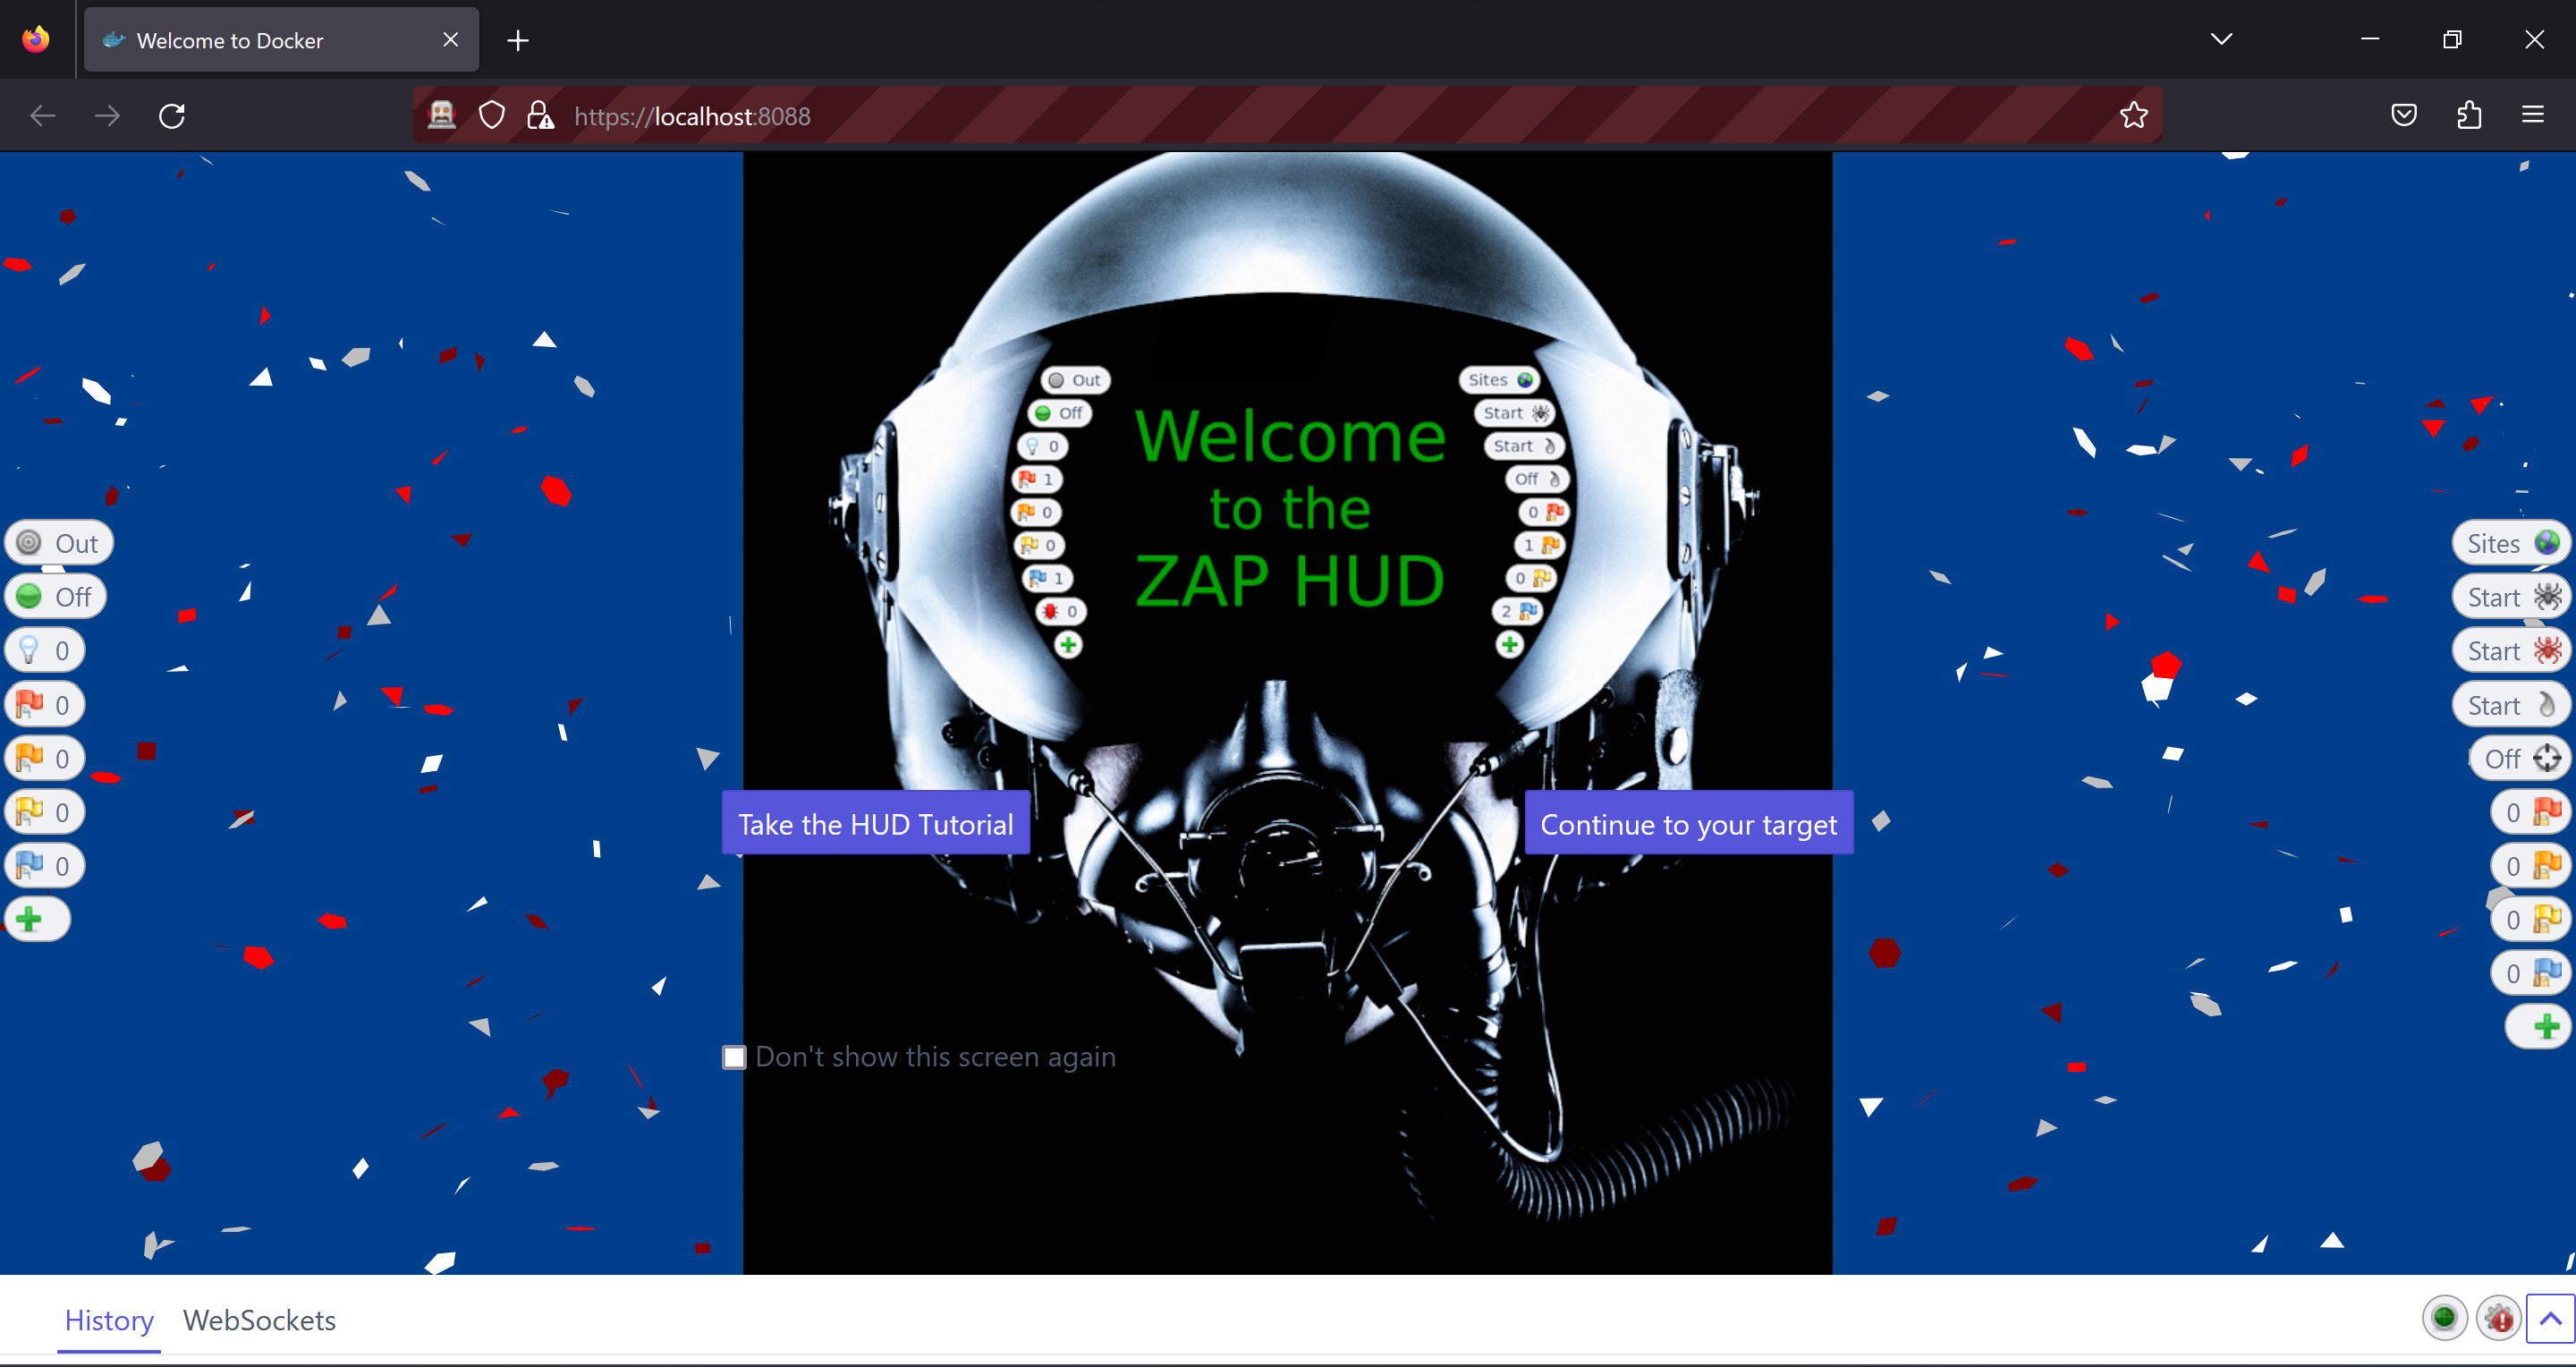 Welcome to Docker
https://localhost:8088
Out
Off
0
1
0
0
1
0
Sites
Start
Start
Off
0
1
0
2
Welcome
to the
ZAP HUD
Out
Off
0
0
0
0
0
Sites
Start
Start
Start
Off
0
0
0
0
Take the HUD Tutorial
Continue to your target
Don't show this screen again
History WebSockets